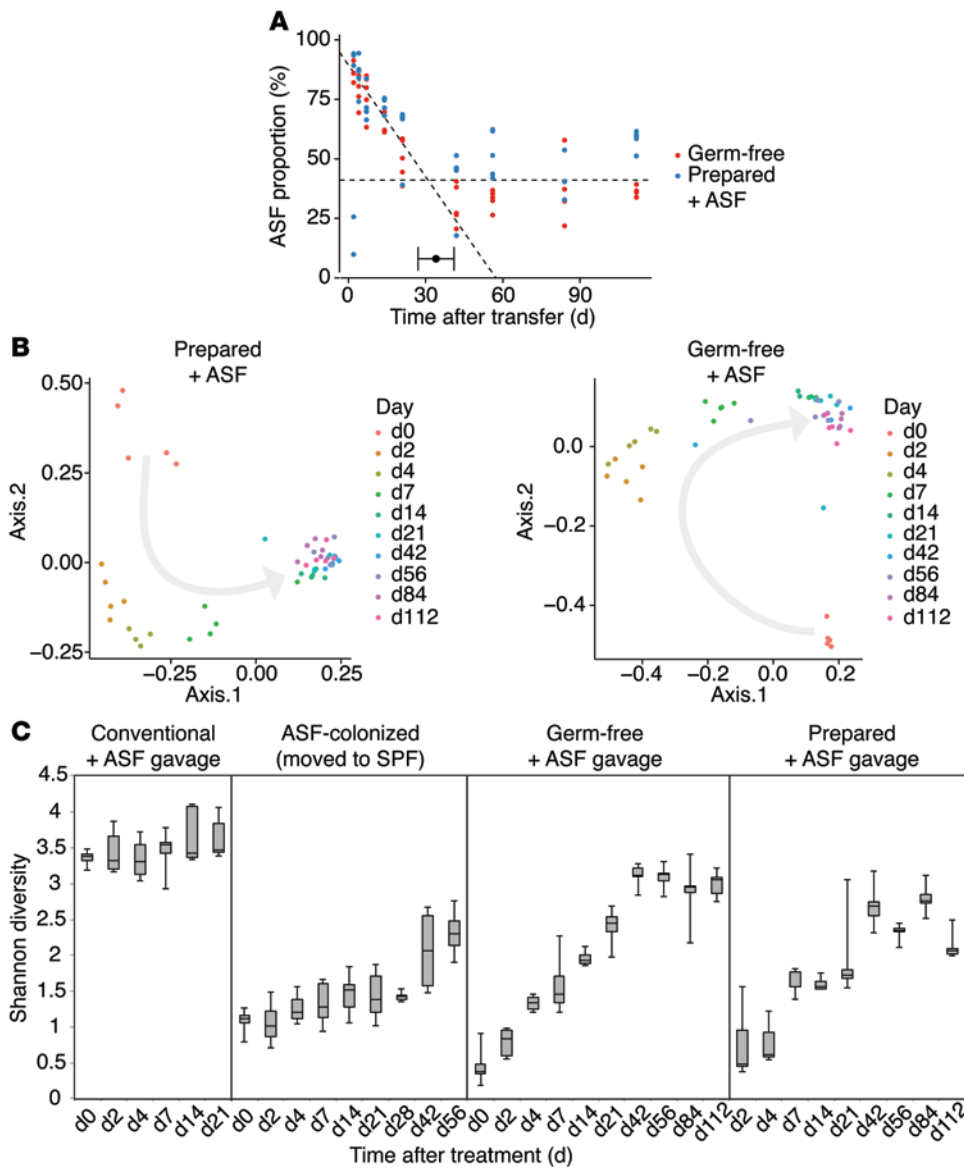 A
100
75
50
25
0
ASF proportion (%)
0 30 60 90
Time after transfer (d)
Germ-free
Prepared
+ ASF
B
Prepared
+ ASF
0.50
0.25
0.00
−0.25
Axis.2
−0.25 0.00 0.25
Axis.1
Day
d0
d2
d4
d7
d14
d21
d42
d56
d84
d112
Germ-free
+ ASF
0.0
−0.2
−0.4
Axis.2
−0.4 −0.2 0.0 0.2
Axis.1
Day
d0
d2
d4
d7
d14
d21
d42
d56
d84
d112
C
Conventional
+ ASF gavage
ASF-colonized
(moved to SPF)
Germ-free
+ ASF gavage
Prepared
+ ASF gavage
4.5
4
3.5
3
2.5
2
1.5
1
0.5
0
Shannon diversity
d0 d2 d4 d7 d14 d21 d0 d2 d4 d7 d14 d21 d28 d42 d56 d0 d2 d4 d7 d14 d21 d42 d56 d84 d112 d2 d4 d7 d14 d21 d42 d56 d84 d112
Time after treatment (d)